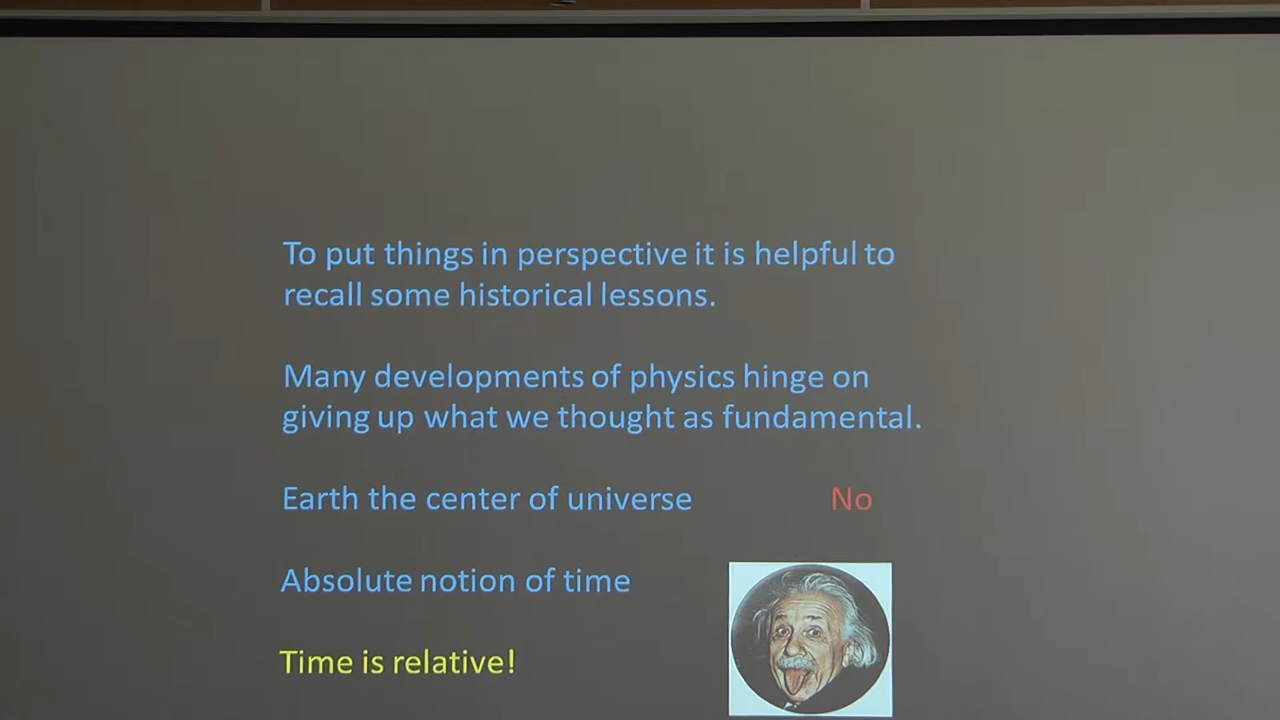 To put things in perspective it is helpful to
recall some historical lessons.
Many developments of physics hinge on
giving up what we thought as fundamental.
Earth the center of universe No
Absolute notion of time
Time is relative!